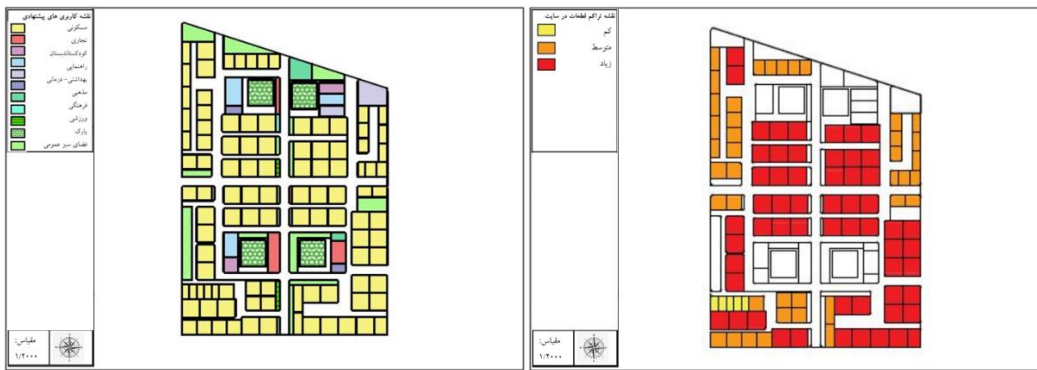 نقشه کاربری های پیشنهادی
مسکونی
تجاری
کودکستان‌دبستان
راهنمایی
بهداشتی- درمانی
مذهبی
فرهنگی
ورزشی
پارک
فضای سبز عمومی
مقیاس:
۱/۲۰۰۰
نقشه تراکم قطعات در سایت
کم
متوسط
زیاد
مقیاس:
۱/۲۰۰۰